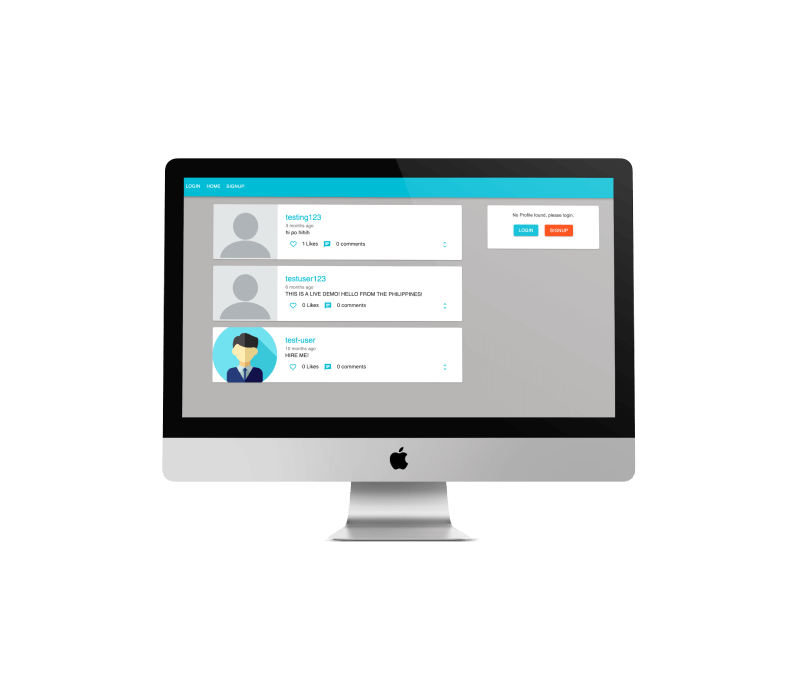 LOGIN HOME SIGNUP
testing123
3 months ago
hi po hihih
1 Likes 0 comments
testuser123
6 months ago
THIS IS A LIVE DEMO! HELLO FROM THE PHILIPPINES!
0 Likes 0 comments
test-user
10 months ago
HIRE ME!
0 Likes 0 comments
No Profile found, please login.
LOGIN SIGNUP